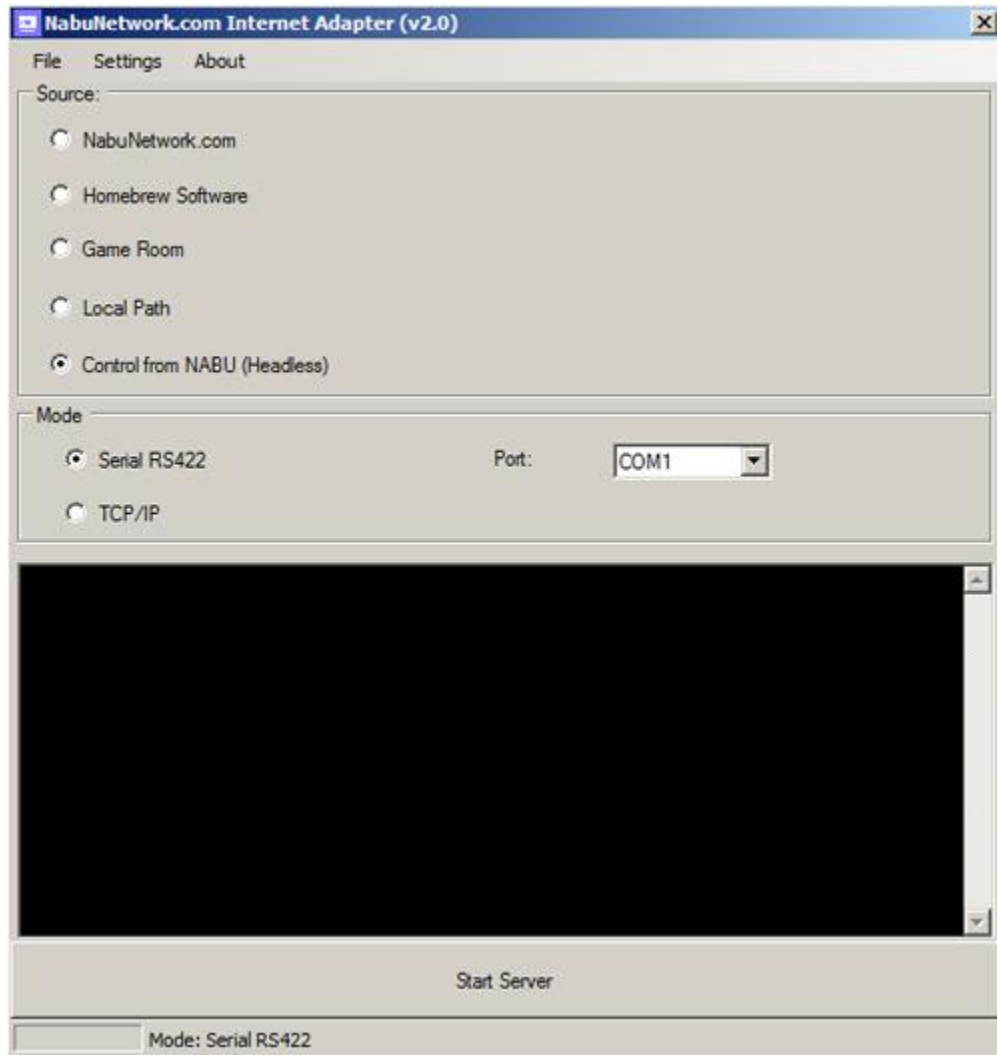 NabuNetwork.com Internet Adapter (v2.0)
File Settings About
Source:
NabuNetwork.com
Homebrew Software
Game Room
Local Path
Control from NABU (Headless)
Mode
Serial RS422 Port: COM1
TCP/IP
Start Server
Mode: Serial RS422